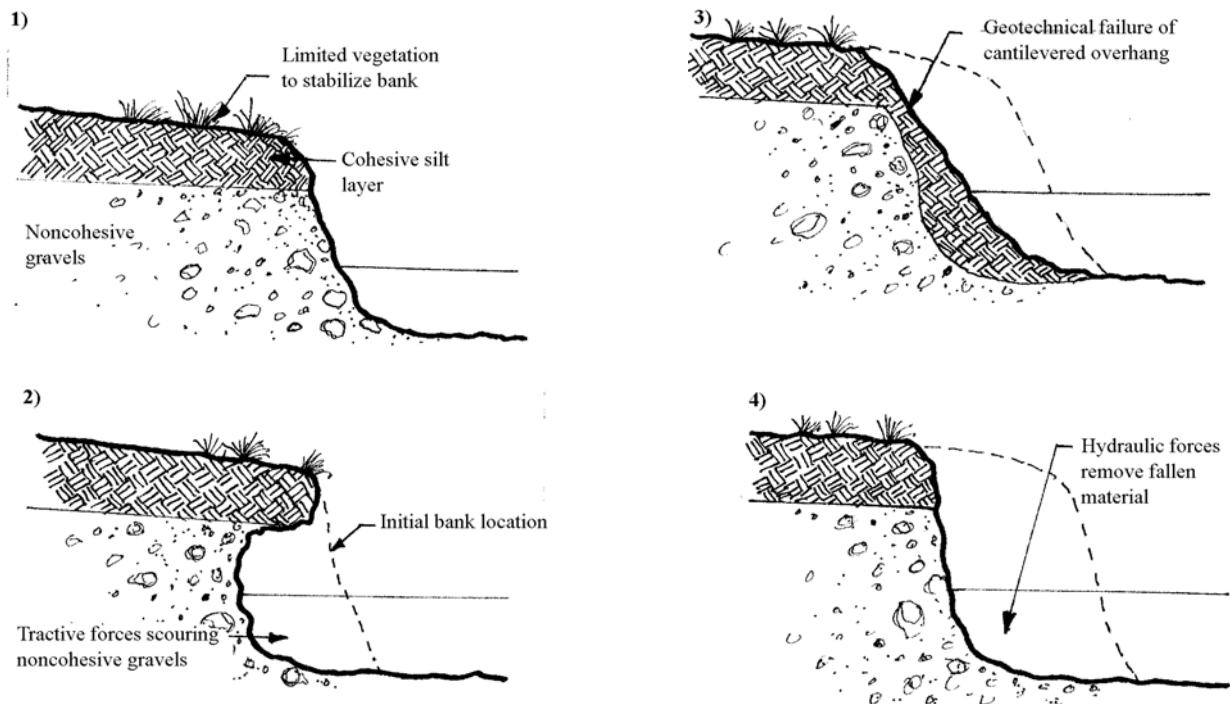 1)
Limited vegetation
to stabilize bank
Cohesive silt
layer
Noncohesive
gravels
2)
Initial bank location
Tractive forces scouring
noncohesive gravels
3)
Geotechnical failure of
cantilevered overhang
4)
Hydraulic forces
remove fallen
material